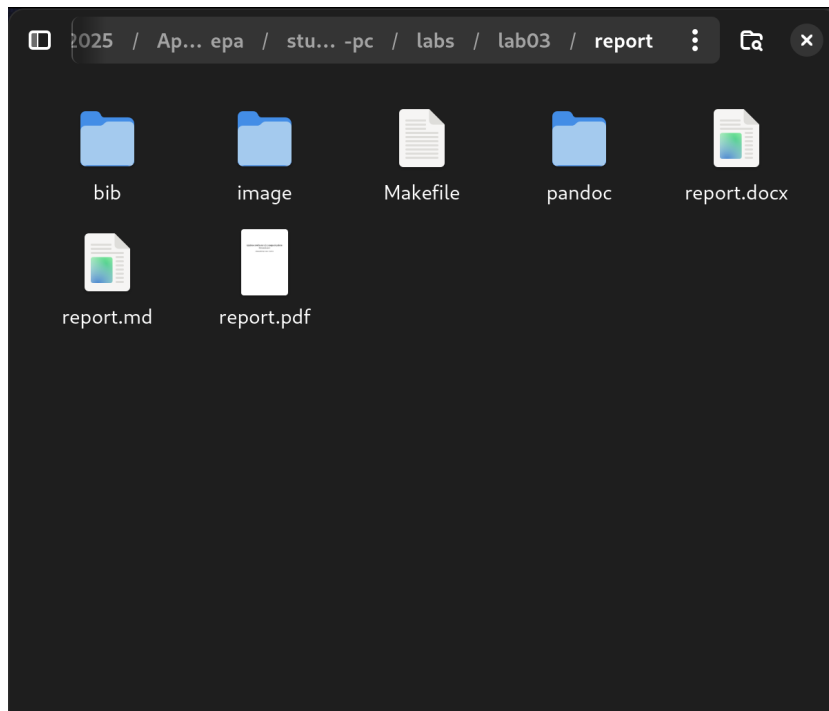 2025 / Ap... epa / stu... -pc / labs / lab03 / report
bib image Makefile pandoc report.docx
report.md report.pdf